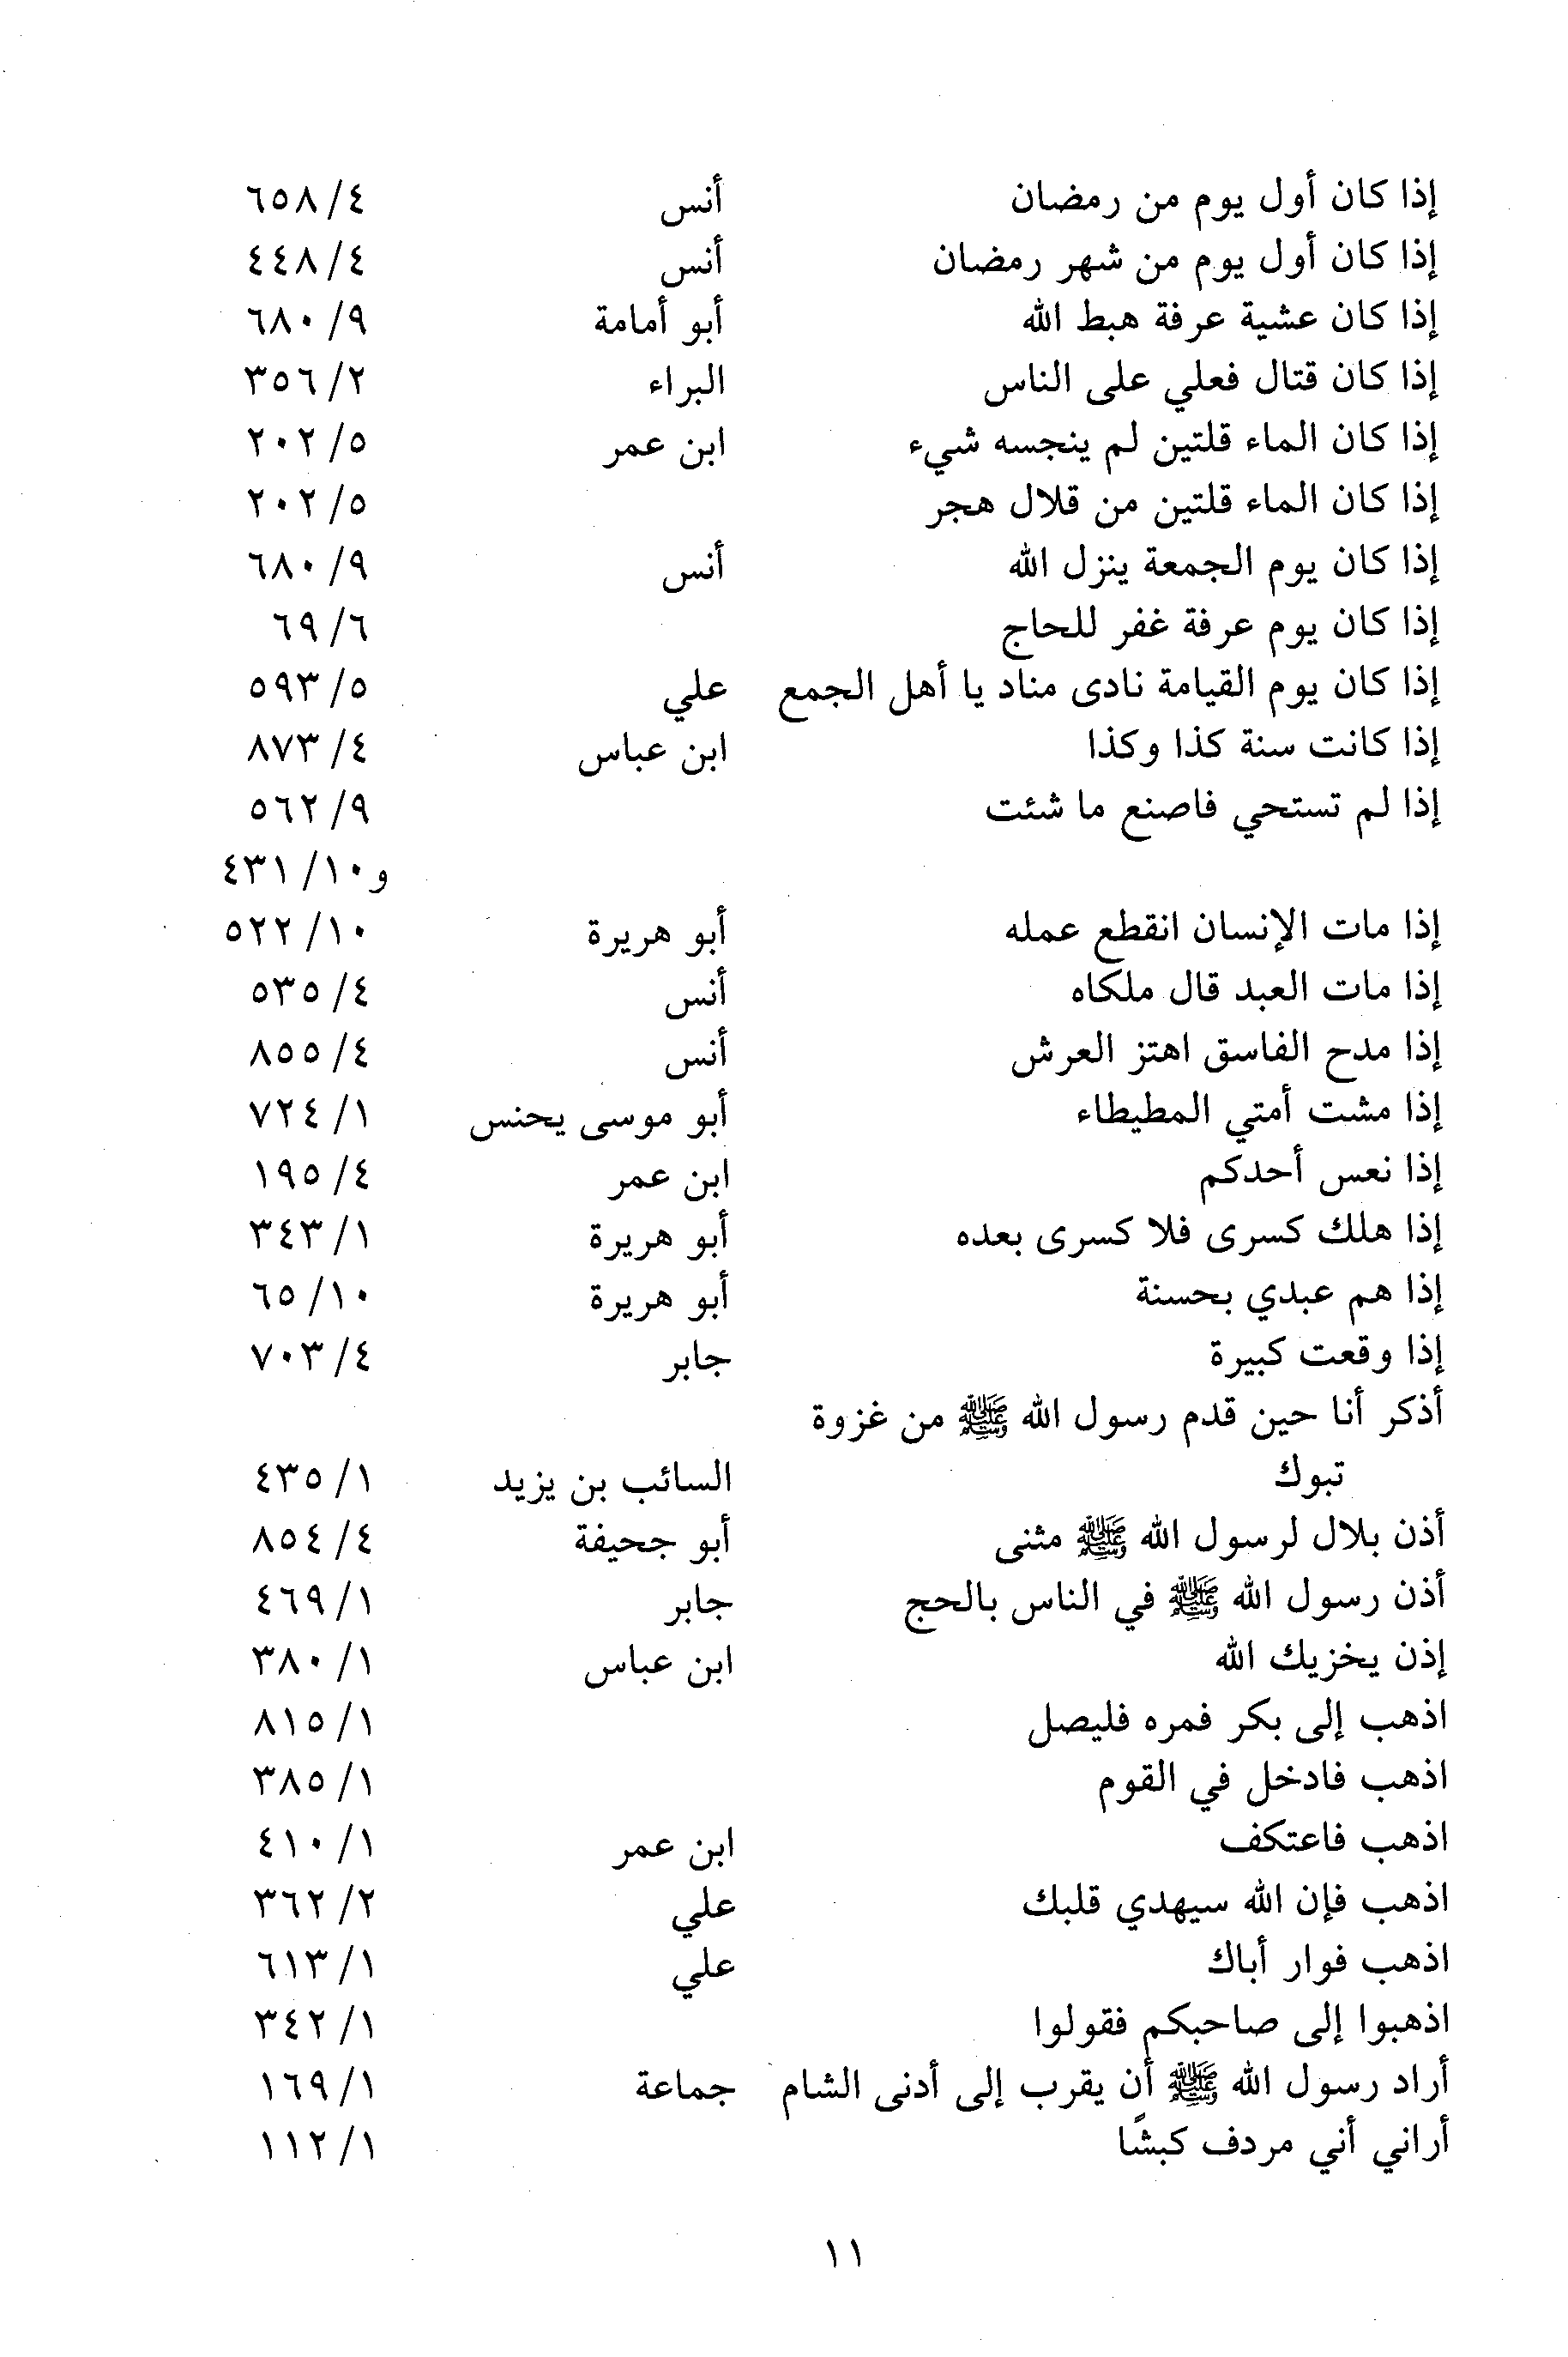 إذا كان أول يوم من رمضان أنس ٤/ ٦٥٨
إذا كان أول يوم من شهر رمضان أنس ٤/ ٤٤٨
إذا كان عشية عرفة هبط الله أبو أمامة ٩/ ٦٨٠
إذا كان قتال فعلي على الناس البراء ٢/ ٣٥٦
إذا كان الماء قلتين لم ينجسه شيء ابن عمر ٥/ ٢٠٢
إذا كان الماء قلتين من قلال هجر ٥/ ٢٠٢
إذا كان يوم الجمعة ينزل الله أنس ٩/ ٦٨٠
إذا كان يوم عرفة غفر للحاج ٦/ ٦٩
إذا كان يوم القيامة نادى مناد يا أهل الجمع علي ٥/ ٥٩٣
إذا كانت سنة كذا وكذا ابن عباس ٤/ ٨٧٣
إذا لم تستحي فاصنع ما شئت ٩/ ٥٦٢
و١٠/ ٤٣١
إذا مات الإنسان انقطع عمله أبو هريرة ١٠/ ٥٢٢
إذا مات العبد قال ملكاه أنس ٤/ ٥٣٥
إذا مدح الفاسق اهتز العرش أنس ٤/ ٨٥٥
إذا مشت أمتي المطيطاء أبو موسى يحنس ١/ ٧٢٤
إذا نعس أحدكم ابن عمر ٤/ ١٩٥
إذا هلك كسرى فلا كسرى بعده أبو هريرة ١/ ٣٤٣
إذا هم عبدي بحسنة أبو هريرة ١٠/ ٦٥
إذا وقعت كبيرة جابر ٤/ ٧٠٣
أذكر أنا حين قدم رسول الله ﷺ من غزوة
تبوك السائب بن يزيد ١/ ٤٣٥
أذن بلال لرسول الله ﷺ مثنى أبو جحيفة ٤/ ٨٥٤
أذن رسول الله ﷺ في الناس بالحج جابر ١/ ٤٦٩
إذن يخزيك الله ابن عباس ١/ ٣٨٠
اذهب إلى بكر فمره فليصل ١/ ٨١٥
اذهب فادخل في القوم ١/ ٣٨٥
اذهب فاعتكف ابن عمر ١/ ٤١٠
اذهب فإن الله سيهدي قلبك علي ٢/ ٣٦٢
اذهب فوار أباك علي ١/ ٦١٣
اذهبوا إلى صاحبكم فقولوا ١/ ٣٤٢
أراد رسول الله ﷺ أن يقرب إلى أدنى الشام جماعة ١/ ١٦٩
أراني أني مردف كبشًا ١/ ١١٢
١١